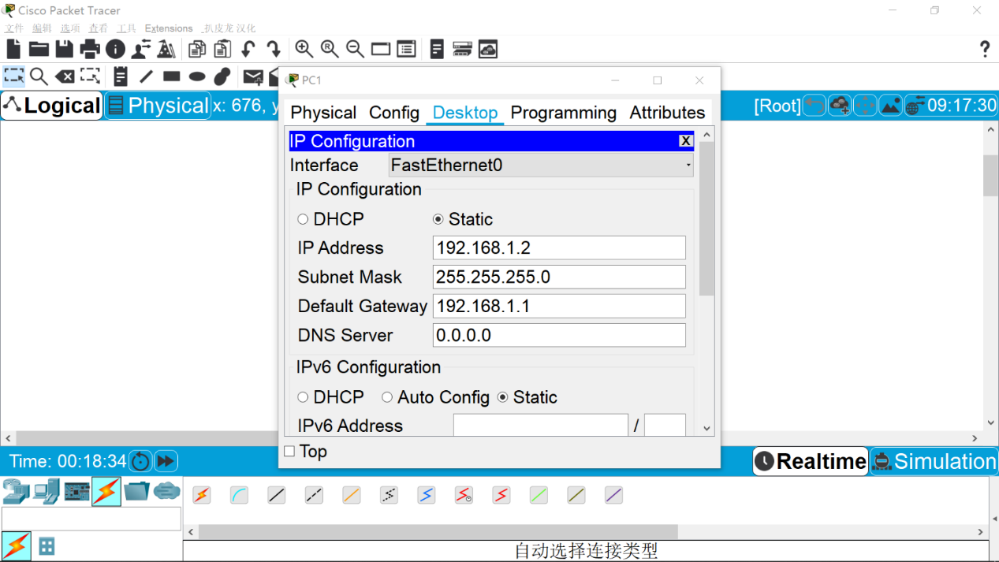 Cisco Packet Tracer
文件 编辑 选项 查看 工具 Extensions 扒皮龙汉化
?
PC1
Logical Physical x: 676, y [Root] 09:17:30
Physical Config Desktop Programming Attributes
IP Configuration X
Interface FastEthernet0
IP Configuration
DHCP Static
IP Address 192.168.1.2
Subnet Mask 255.255.255.0
Default Gateway 192.168.1.1
DNS Server 0.0.0.0
IPv6 Configuration
DHCP Auto Config Static
IPv6 Address /
Top
Time: 00:18:34 Realtime Simulation
自动选择连接类型